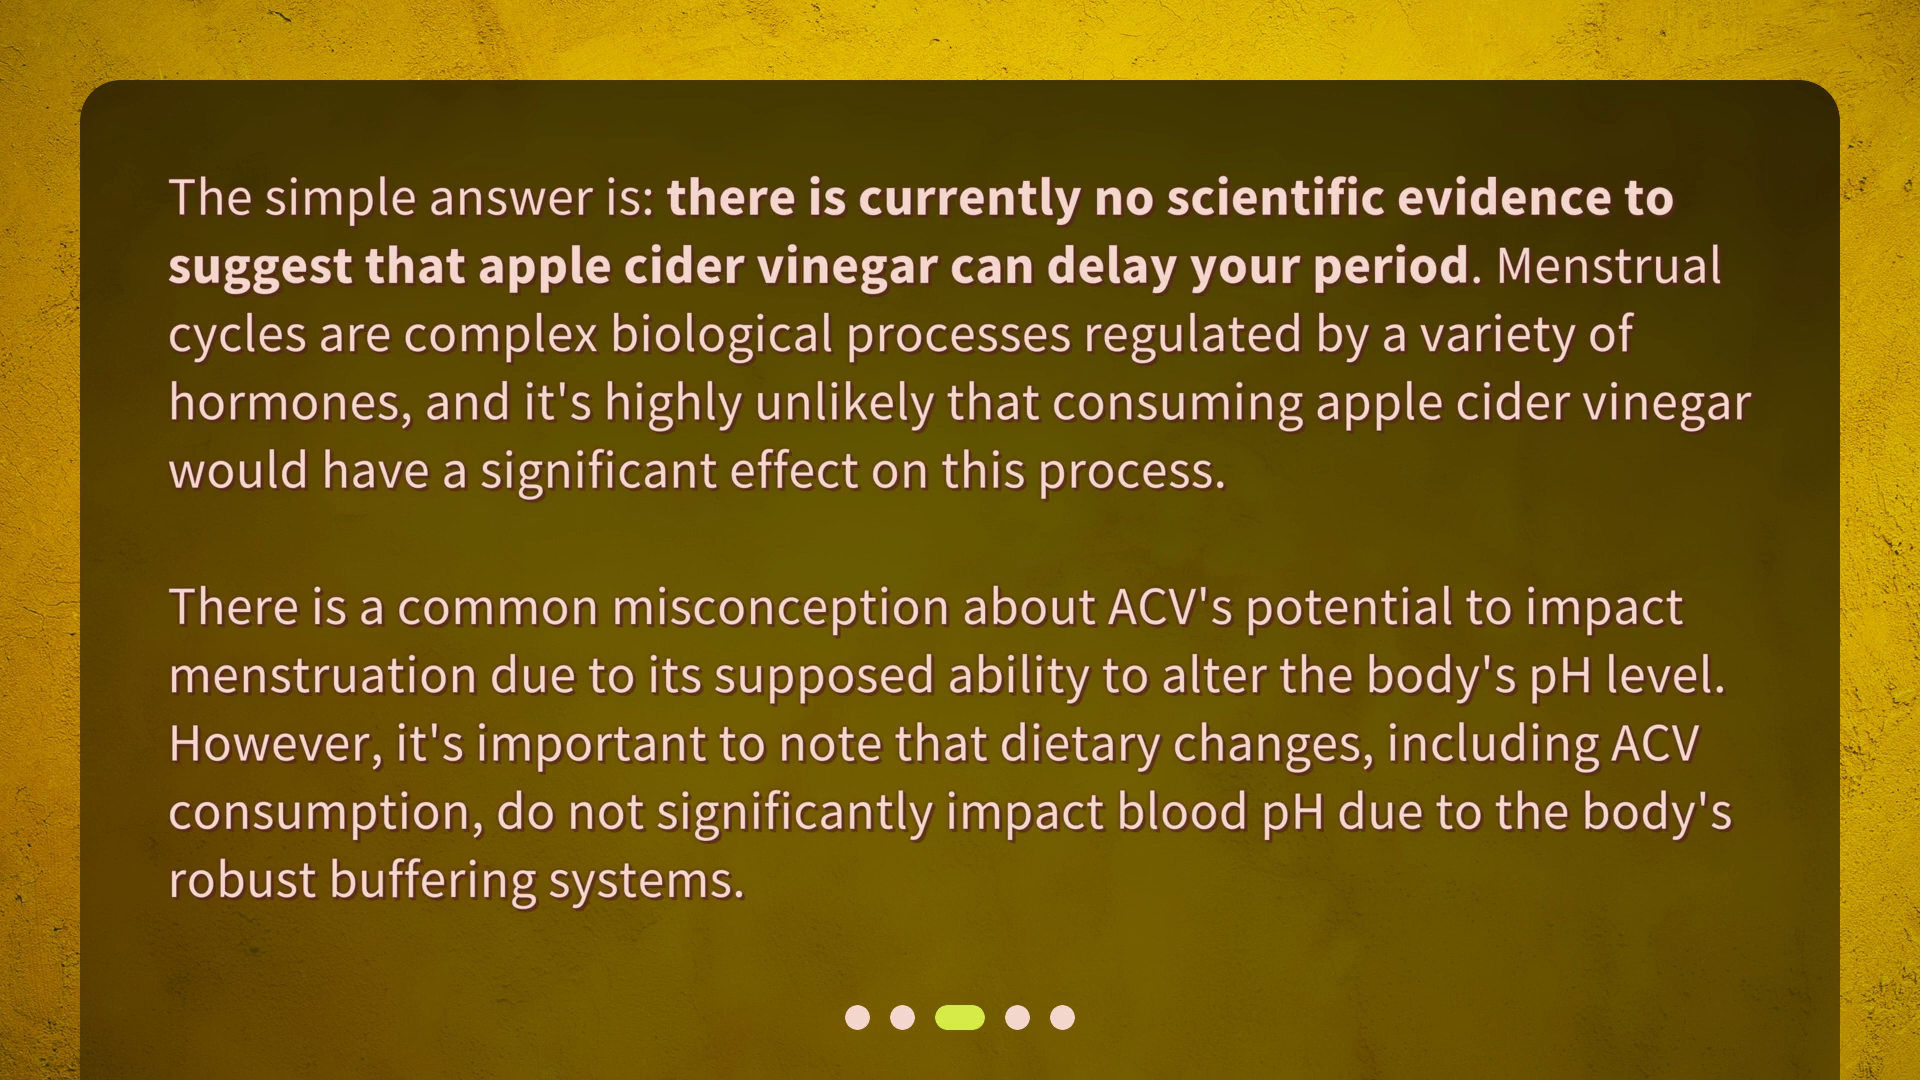 The simple answer is: there is currently no scientific evidence to
suggest that apple cider vinegar can delay your period. Menstrual
cycles are complex biological processes regulated by a variety of
hormones, and it's highly unlikely that consuming apple cider vinegar
would have a significant effect on this process.
There is a common misconception about ACV's potential to impact
menstruation due to its supposed ability to alter the body's pH level.
However, it's important to note that dietary changes, including ACV
consumption, do not significantly impact blood pH due to the body's
robust buffering systems.